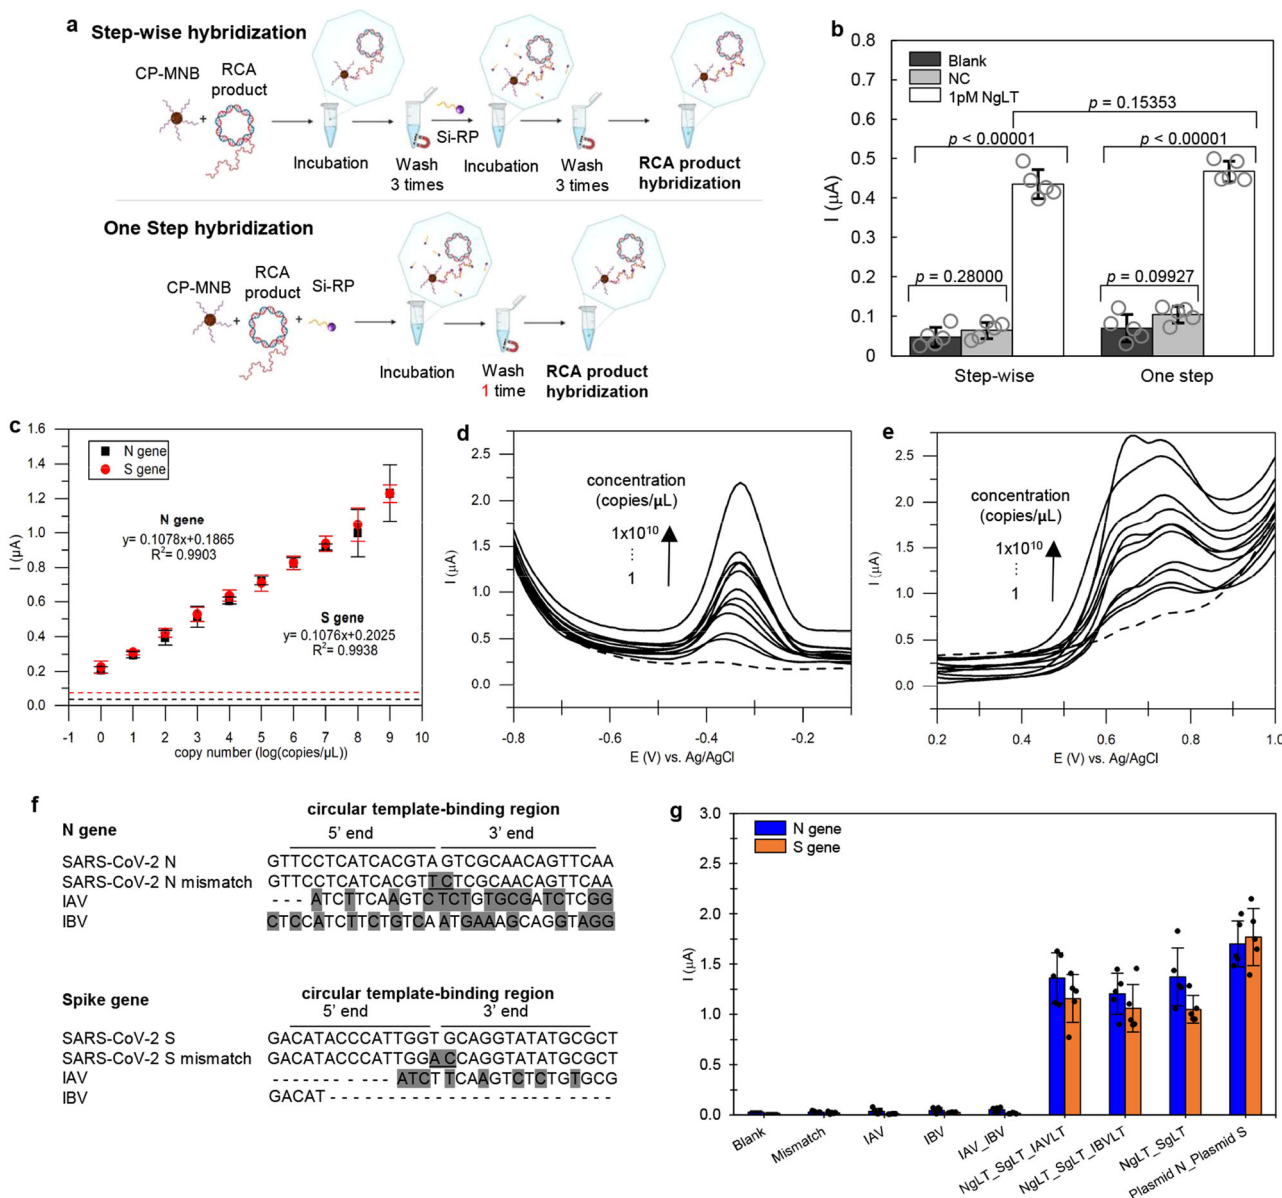 a
Step-wise hybridization
CP-MNB
RCA
product
+
Si-RP
Incubation
Wash
3 times
Incubation
Wash
3 times
RCA product
hybridization
One Step hybridization
CP-MNB
RCA
product
Si-RP
+
+
Incubation
Wash
1 time
RCA product
hybridization
b
Blank
NC
1pM NgLT
p = 0.15353
p < 0.00001
p < 0.00001
p = 0.28000
p = 0.09927
I (μA)
0.8
0.7
0.6
0.5
0.4
0.3
0.2
0.1
0
Step-wise
One step
c
N gene
S gene
N gene
y= 0.1078x+0.1865
R2= 0.9903
S gene
y= 0.1076x+0.2025
R2= 0.9938
I (μA)
1.6
1.4
1.2
1.0
0.8
0.6
0.4
0.2
0.0
-1 0 1 2 3 4 5 6 7 8 9 10
copy number (log(copies/μL))
d
concentration
(copies/μL)
1x10^10
⋮
1
I (μA)
2.5
2.0
1.5
1.0
0.5
0.0
-0.8 -0.6 -0.4 -0.2
E (V) vs. Ag/AgCl
e
concentration
(copies/μL)
1x10^10
⋮
1
I (μA)
2.5
2.0
1.5
1.0
0.5
0.0
0.2 0.4 0.6 0.8 1.0
E (V) vs. Ag/AgCl
f
circular template-binding region
N gene 5’ end 3’ end
SARS-CoV-2 N GTTCCTCATCACGTA GTCGCAACAGTTCAA
SARS-CoV-2 N mismatch GTTCCTCATCACGTTCTCGCAACAGTTCAA
IAV - - - ATCTTCAAGTCTCTGTGCGATCTCGG
IBV CTCCATCTTCTGTCA ATGAAAGCAGGTAGG
Spike gene circular template-binding region
5’ end 3’ end
SARS-CoV-2 S GACATACCCATTGGT GCAGGTATATGCGCT
SARS-CoV-2 S mismatch GACATACCCATTGGA CCAGGTATATGCGCT
IAV - - - - - - - - - - - ATCT TCAAGTCTCTGTGCG
IBV GACAT - - - - - - - - - - - - - - - - - - - - - - - -
g
N gene
S gene
I (μA)
3.0
2.5
2.0
1.5
1.0
0.5
0.0
Blank
Mismatch
IAV
IBV
IAV_IBV
NgLT_SgLT_IAVLT
NgLT_SgLT_IBVLT
NgLT_SgLT
Plasmid N_Plasmid S